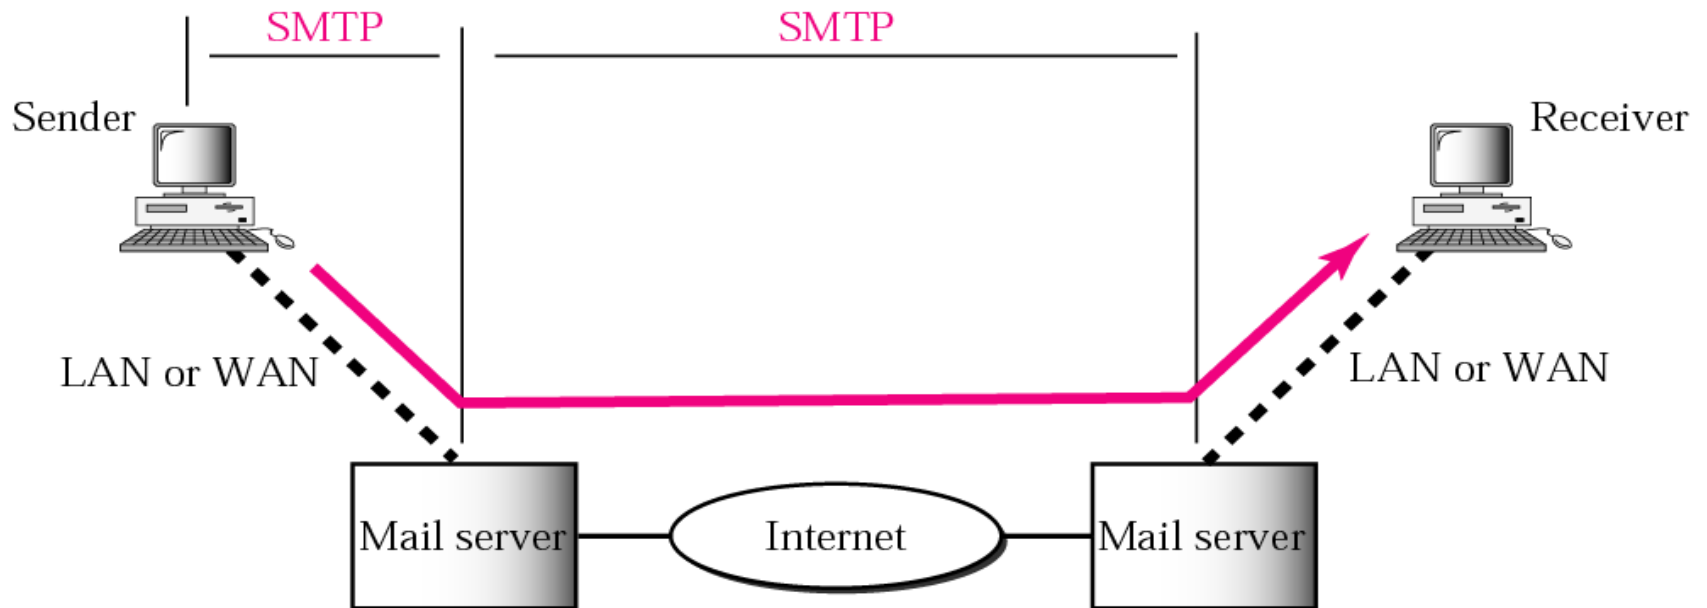 SMTP
SMTP
Sender
Receiver
LAN or WAN
LAN or WAN
Mail server
Internet
Mail server